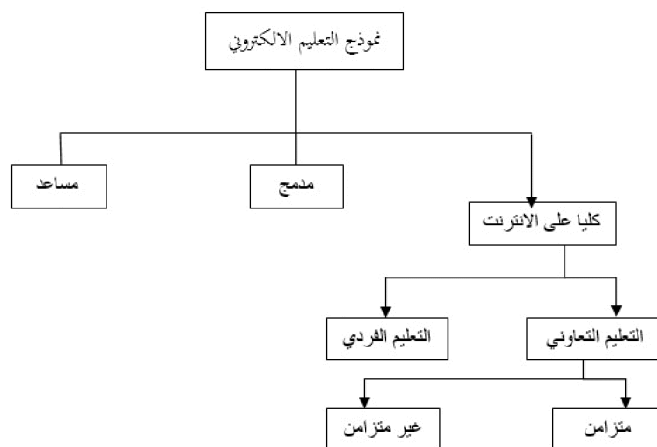 نموذج التعليم الالكتروني
مدمج
مساعد
كليا على الانترنت
التعليم التعاوني
التعليم الفردي
متزامن
غير متزامن